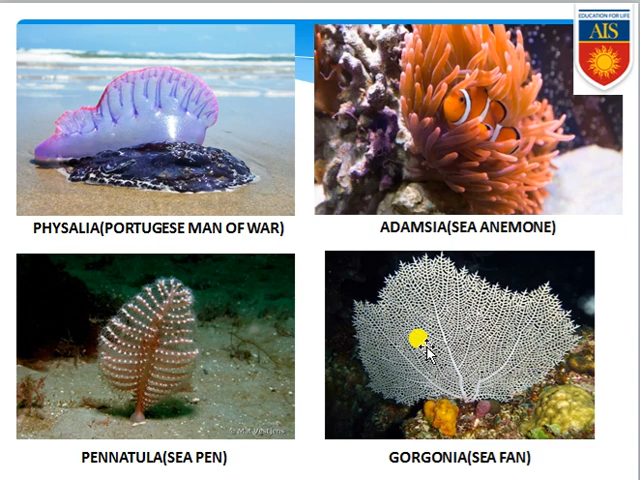 EDUCATION FOR LIFE
AIS
PHYSALIA(PORTUGESE MAN OF WAR)
ADAMSIA(SEA ANEMONE)
PENNATULA(SEA PEN)
GORGONIA(SEA FAN)